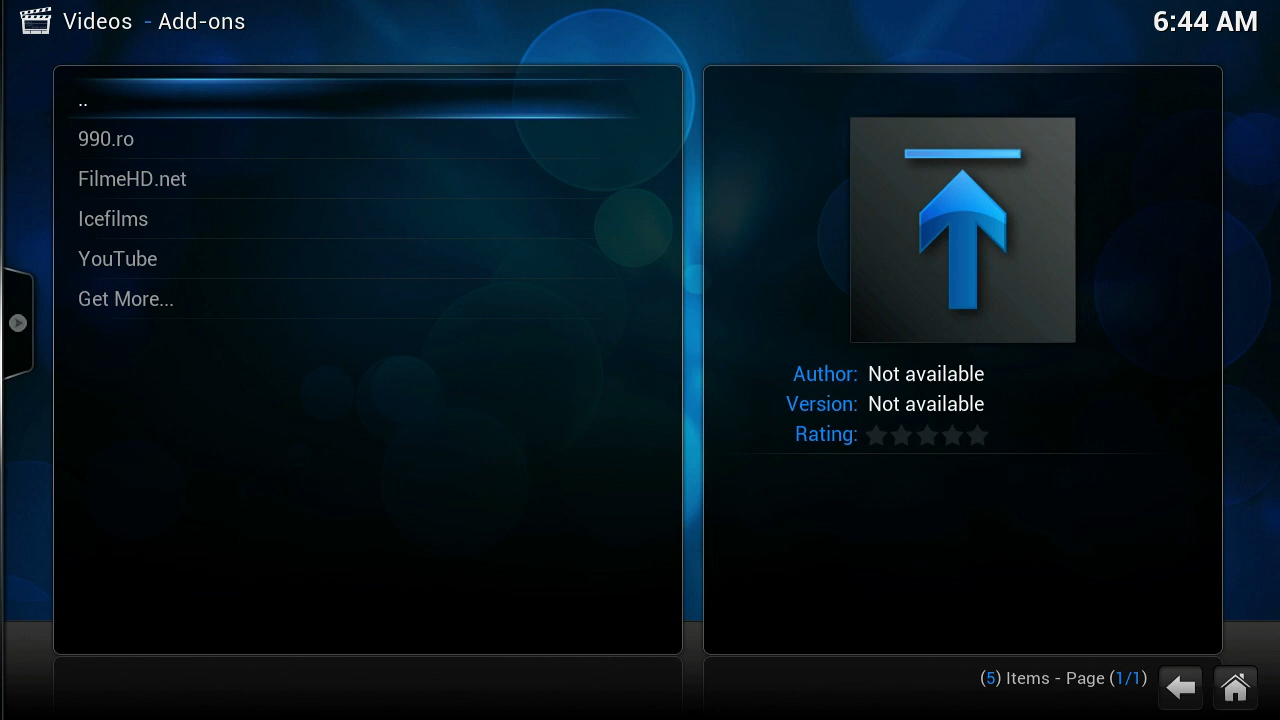 Videos - Add-ons
6:44 AM
..
990.ro
FilmeHD.net
Icefilms
YouTube
Get More...
Author: Not available
Version: Not available
Rating:
(5) Items - Page (1/1)